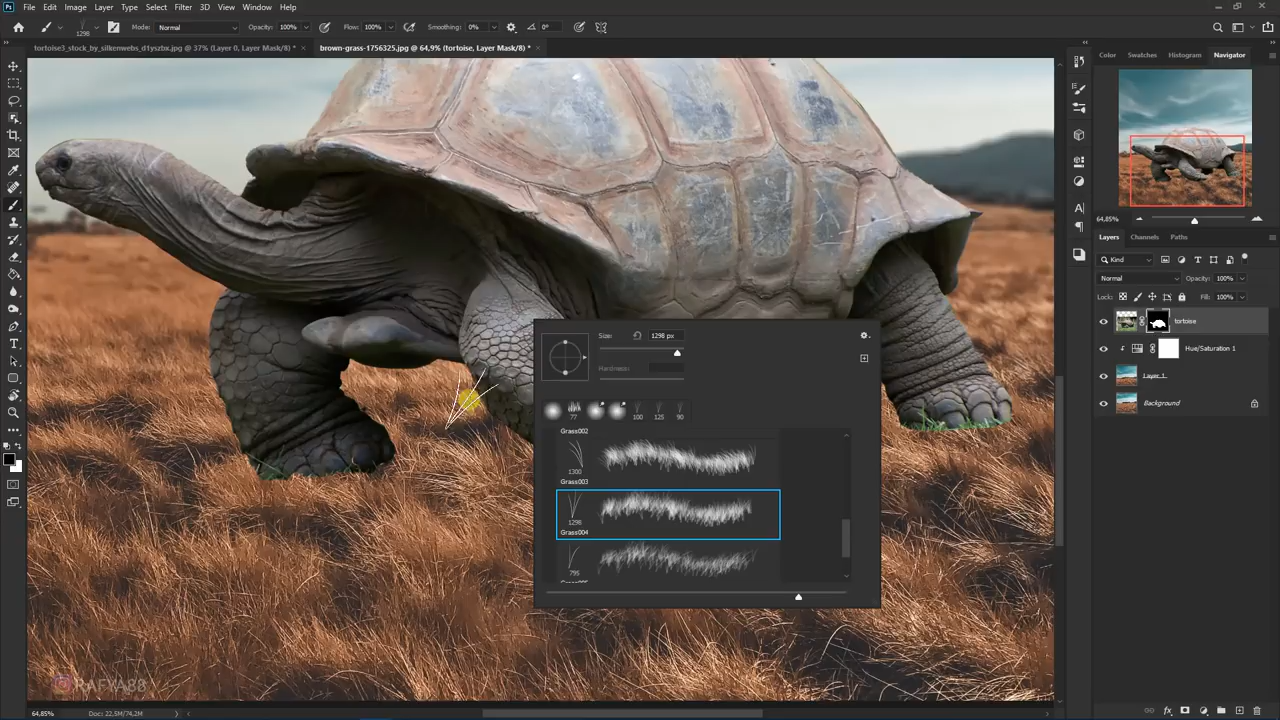 Ps File Edit Image Layer Type Select Filter 3D View Window Help
1298 Mode: Normal Opacity: 100% Flow: 100% Smoothing: 0% 0°
tortoise3_stock_by_silkenwebs_d1yszbx.jpg @ 37% (Layer 0, Layer Mask/8) * × brown-grass-1756325.jpg @ 64,9% (tortoise, Layer Mask/8) * ×
Color Swatches Histogram Navigator
64,85%
Layers Channels Paths
Kind
Normal Opacity: 100%
Lock: Fill: 100%
tortoise
Hue/Saturation 1
Layer 1
Background
Size: 1298 px
Hardness:
77 100 125 90
Grass002
1300
Grass003
1298
Grass004
795
RAFYA88
64,85% Doc: 22,5M/74,2M